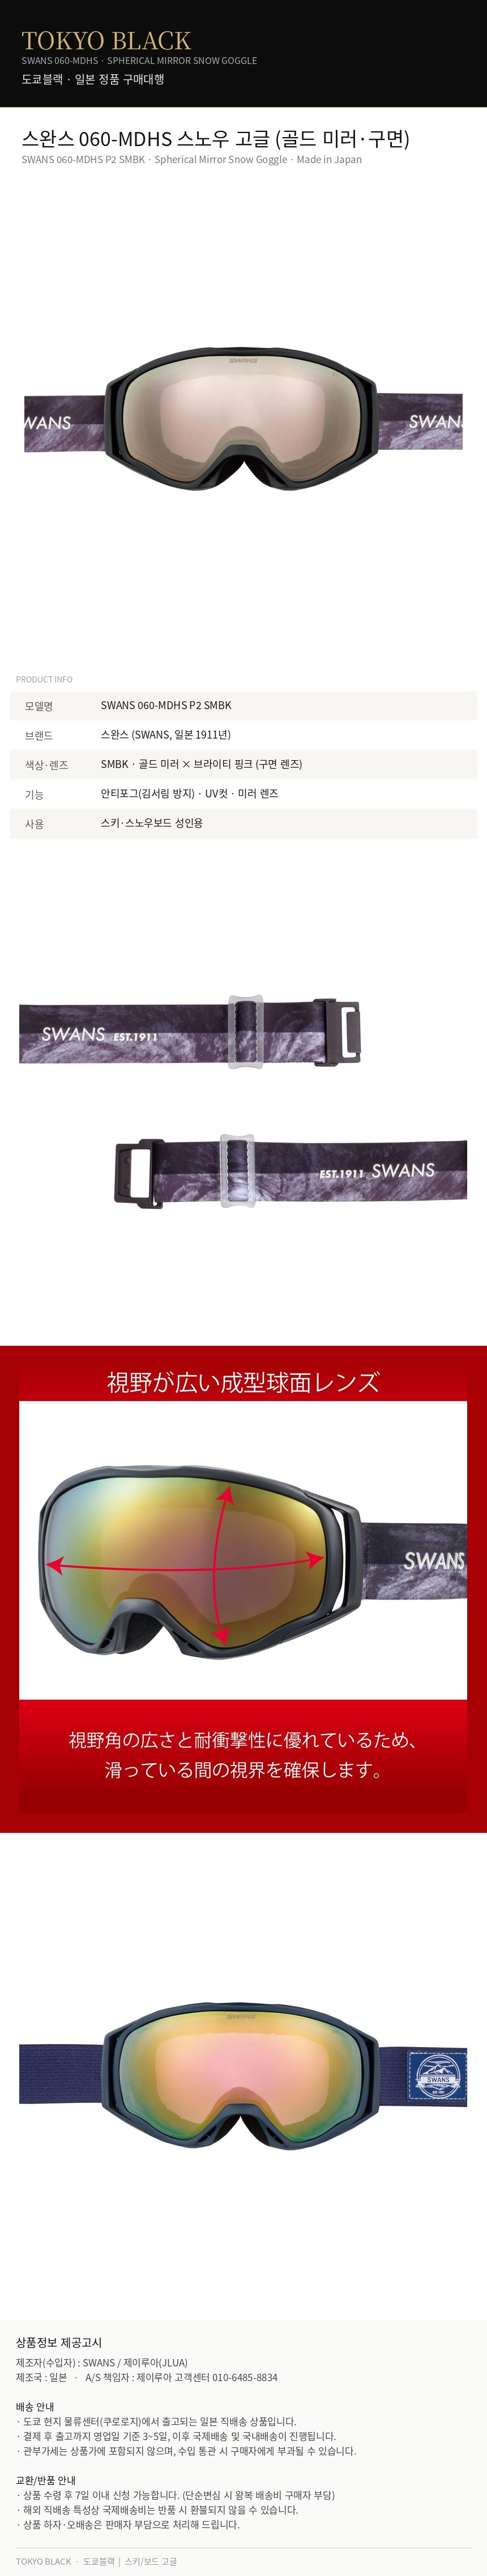 TOKYO BLACK
SWANS 060-MDHS · SPHERICAL MIRROR SNOW GOGGLE
도쿄블랙 · 일본 정품 구매대행
스완스 060-MDHS 스노우 고글 (골드 미러·구면)
SWANS 060-MDHS P2 SMBK · Spherical Mirror Snow Goggle · Made in Japan
SWANS
WANS
SWAN
PRODUCT INFO
모델명 SWANS 060-MDHS P2 SMBK
브랜드 스완스 (SWANS, 일본 1911년)
색상·렌즈 SMBK · 골드 미러 × 브라이티 핑크 (구면 렌즈)
기능 안티포그(김서림 방지) · UV컷 · 미러 렌즈
사용 스키·스노우보드 성인용
SWANS EST.1911
EST.1911 SWANS
視野が広い成型球面レンズ
SWANS
視野角の広さと耐衝撃性に優れているため、
滑っている間の視界を確保します。
SWANS
SWANS
상품정보 제공고시
제조자(수입자) : SWANS / 제이루아(JLUA)
제조국 : 일본 · A/S 책임자 : 제이루아 고객센터 010-6485-8834
배송 안내
· 도쿄 현지 물류센터(쿠로로지)에서 출고되는 일본 직배송 상품입니다.
· 결제 후 출고까지 영업일 기준 3~5일, 이후 국제배송 및 국내배송이 진행됩니다.
· 관부가세는 상품가에 포함되지 않으며, 수입 통관 시 구매자에게 부과될 수 있습니다.
교환/반품 안내
· 상품 수령 후 7일 이내 신청 가능합니다. (단순변심 시 왕복 배송비 구매자 부담)
· 해외 직배송 특성상 국제배송비는 반품 시 환불되지 않을 수 있습니다.
· 상품 하자·오배송은 판매자 부담으로 처리해 드립니다.
TOKYO BLACK · 도쿄블랙 | 스키/보드 고글